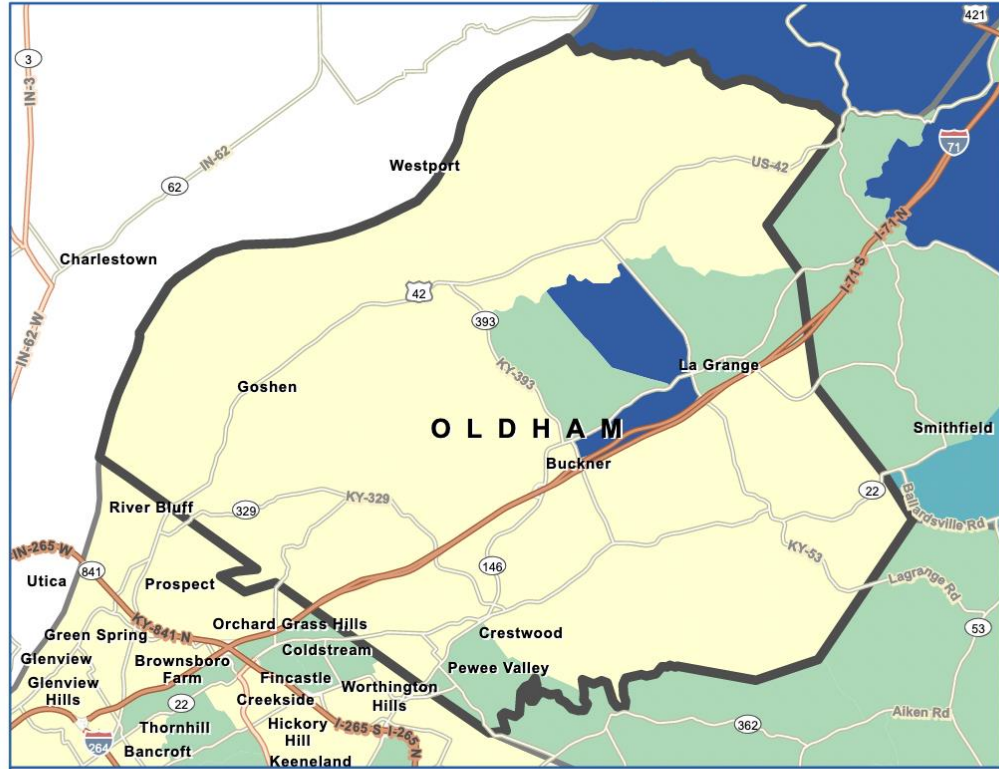 421
3
IN-3
71
Westport
US-42
IN-62
62
I-71 N
Charlestown
I-71 S
42
393
IN-62 W
KY-393
La Grange
Goshen
OLDHAM
Smithfield
Buckner
22
Ballardsville Rd
River Bluff
KY-329
329
KY-53
IN-265 W
841
146
Utica
Prospect
Lagrange Rd
KY-841 N
Orchard Grass Hills
53
Green Spring
Crestwood
Coldstream
Glenview
Brownsboro
Farm
Pewee Valley
Fincastle
Glenview
Hills
Worthington
Hills
Creekside
22
Aiken Rd
Thornhill
Hickory
Hill
I-265 S
I-265 N
362
264
Bancroft
Keeneland